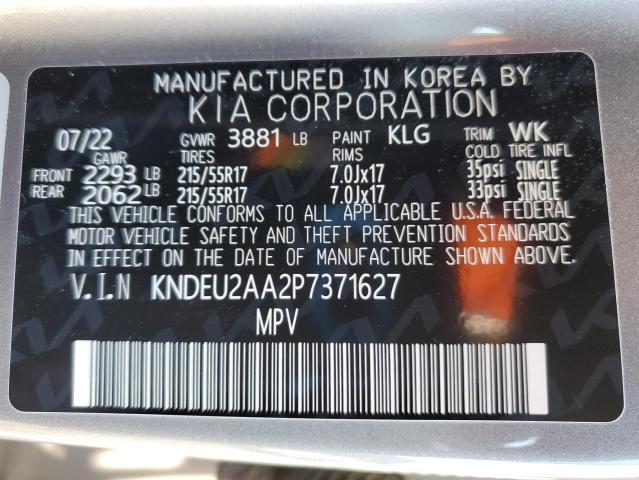 MANUFACTURED IN KOREA BY
KIA CORPORATION
07/22 GVWR 3881 LB PAINT KLG TRIM WK
GAWR TIRES RIMS COLD TIRE INFL
FRONT 2293 LB 215/55R17 7.0Jx17 35psi SINGLE
REAR 2062 LB 215/55R17 7.0Jx17 33psi SINGLE
THIS VEHICLE CONFORMS TO ALL APPLICABLE U.S.A. FEDERAL
MOTOR VEHICLE SAFETY AND THEFT PREVENTION STANDARDS
IN EFFECT ON THE DATE OF MANUFACTURE SHOWN ABOVE.
V.I.N KNDEU2AA2P7371627
MPV